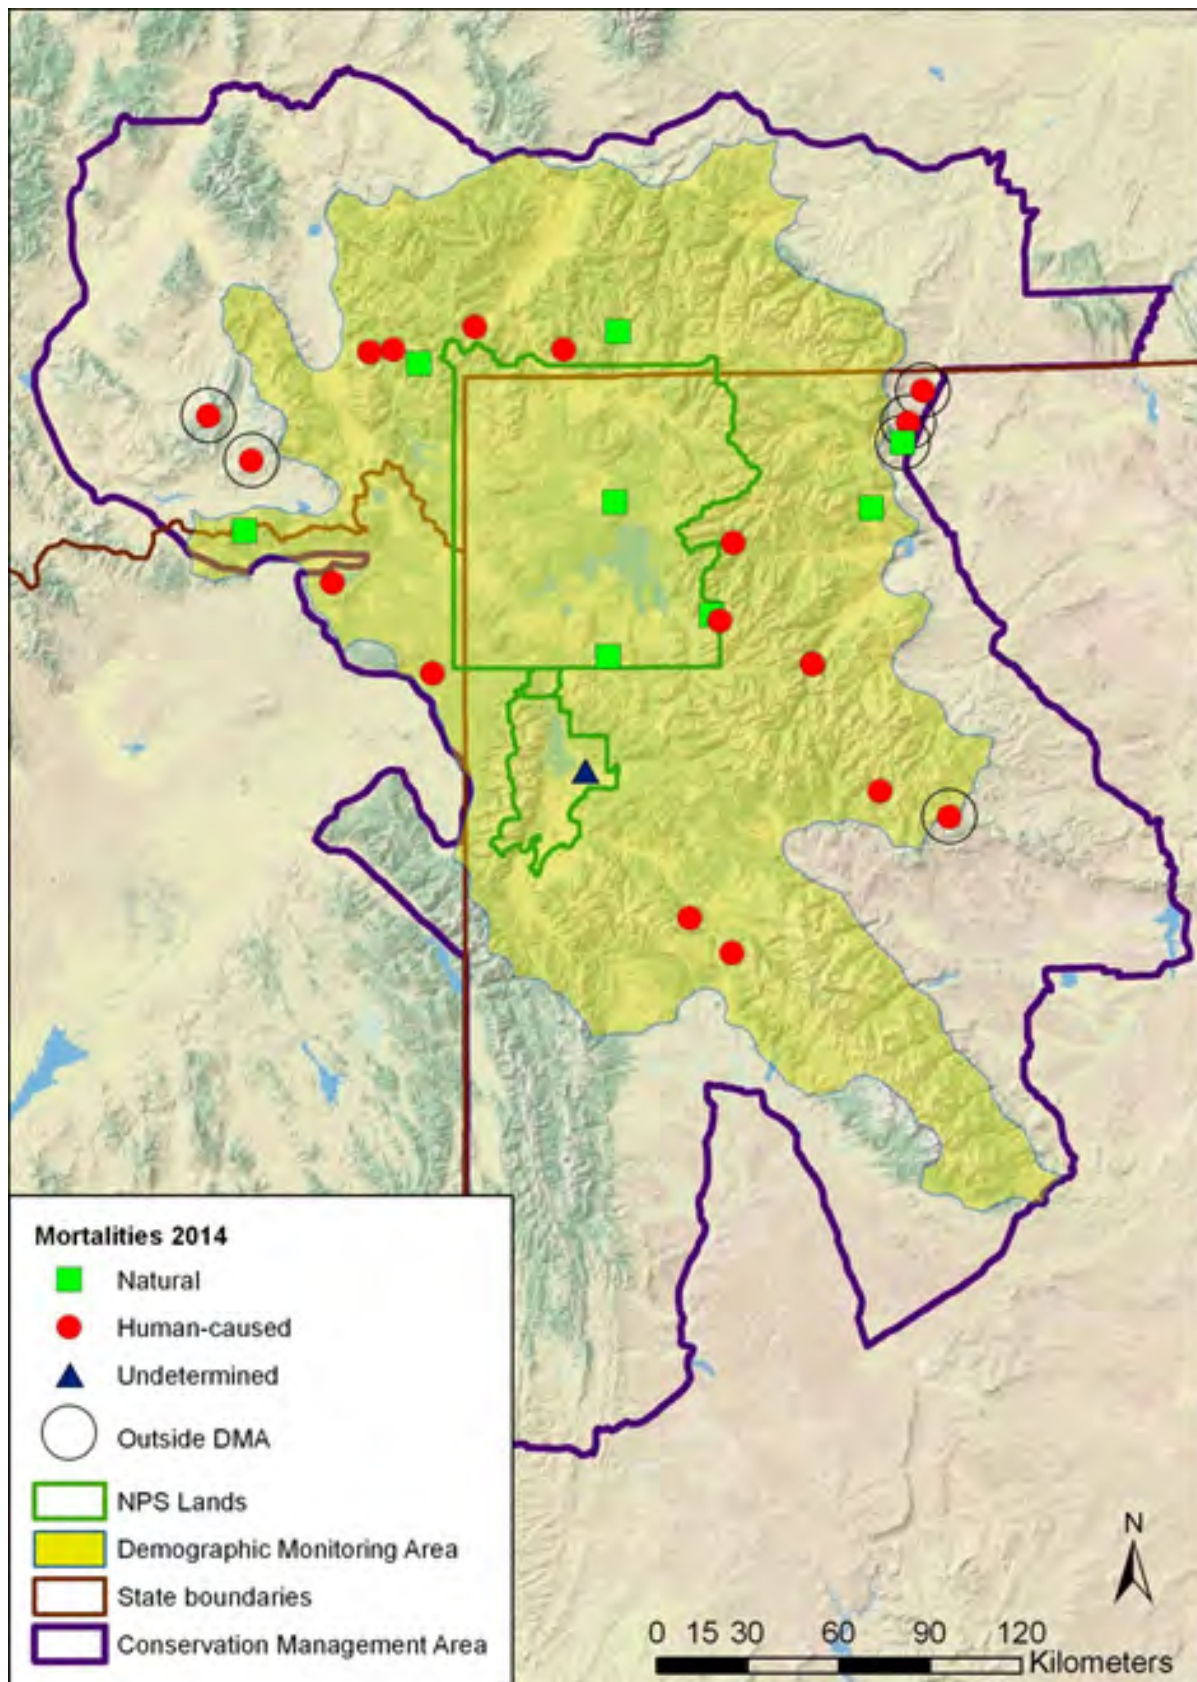 Mortalities 2014
Natural
Human-caused
Undetermined
Outside DMA
NPS Lands
Demographic Monitoring Area
State boundaries
Conservation Management Area
N
0 15 30 60 90 120
Kilometers